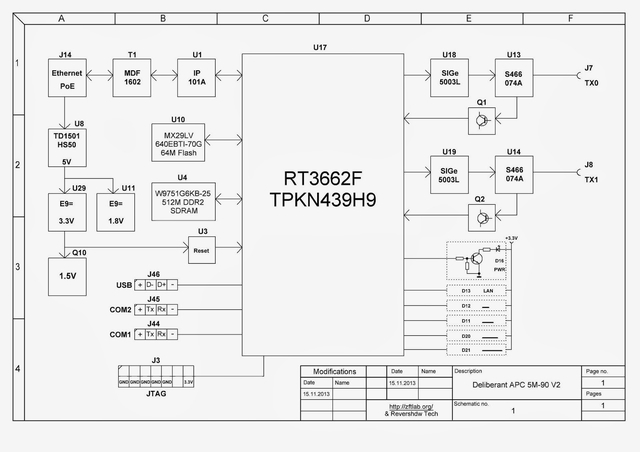 A B C D E F
1
2
3
4
J14
Ethernet
PoE
T1
MDF
1602
U1
IP
101A
U17
RT3662F
TPKN439H9
U18
SIGe
5003L
U13
S466
074A
J7
TX0
Q1
U10
MX29LV
640EBTI-70G
64M Flash
U8
TD1501
HS50
5V
U19
SIGe
5003L
U14
S466
074A
J8
TX1
Q2
U4
W9751G6KB-25
512M DDR2
SDRAM
U29
E9=
3.3V
U11
E9=
1.8V
U3
Reset
Q10
1.5V
+3.3V
D16
PWR
J46
USB + D- D+ -
J45
COM2 + Tx Rx -
J44
COM1 + Tx Rx -
D13 LAN
D12
D11
D20
D21
J3
GND GND GND GND GND 3.3V
JTAG
Modifications
Date Name
15.11.2013
Date Name
15.11.2013
http://zftlab.org/
& Revershdw Tech
Description
Deliberant APC 5M-90 V2
Schematic no.
1
Page no.
1
Pages
1